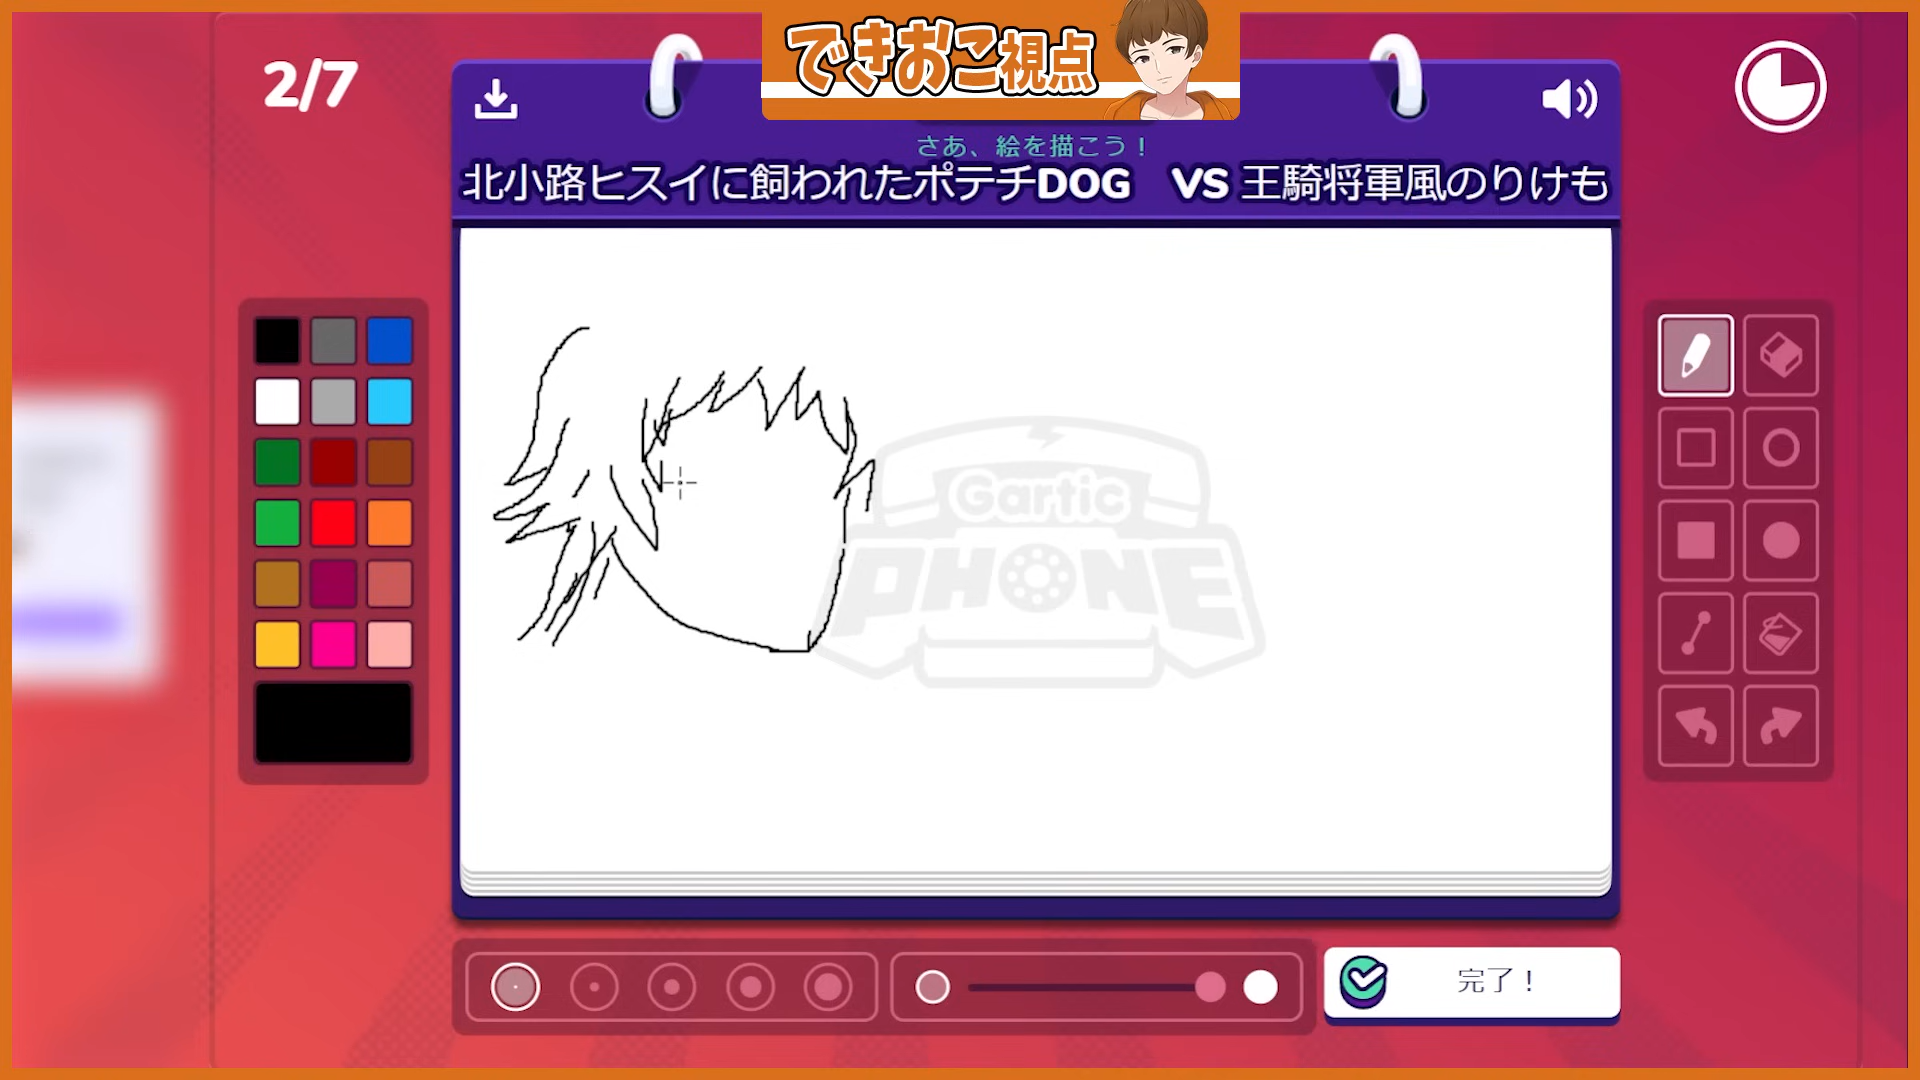 2/7
できおこ視点
さあ、絵を描こう！
北小路ヒスイに飼われたポテチDOG　VS 王騎将軍風のりけも
Gartic
PHONE
完了！